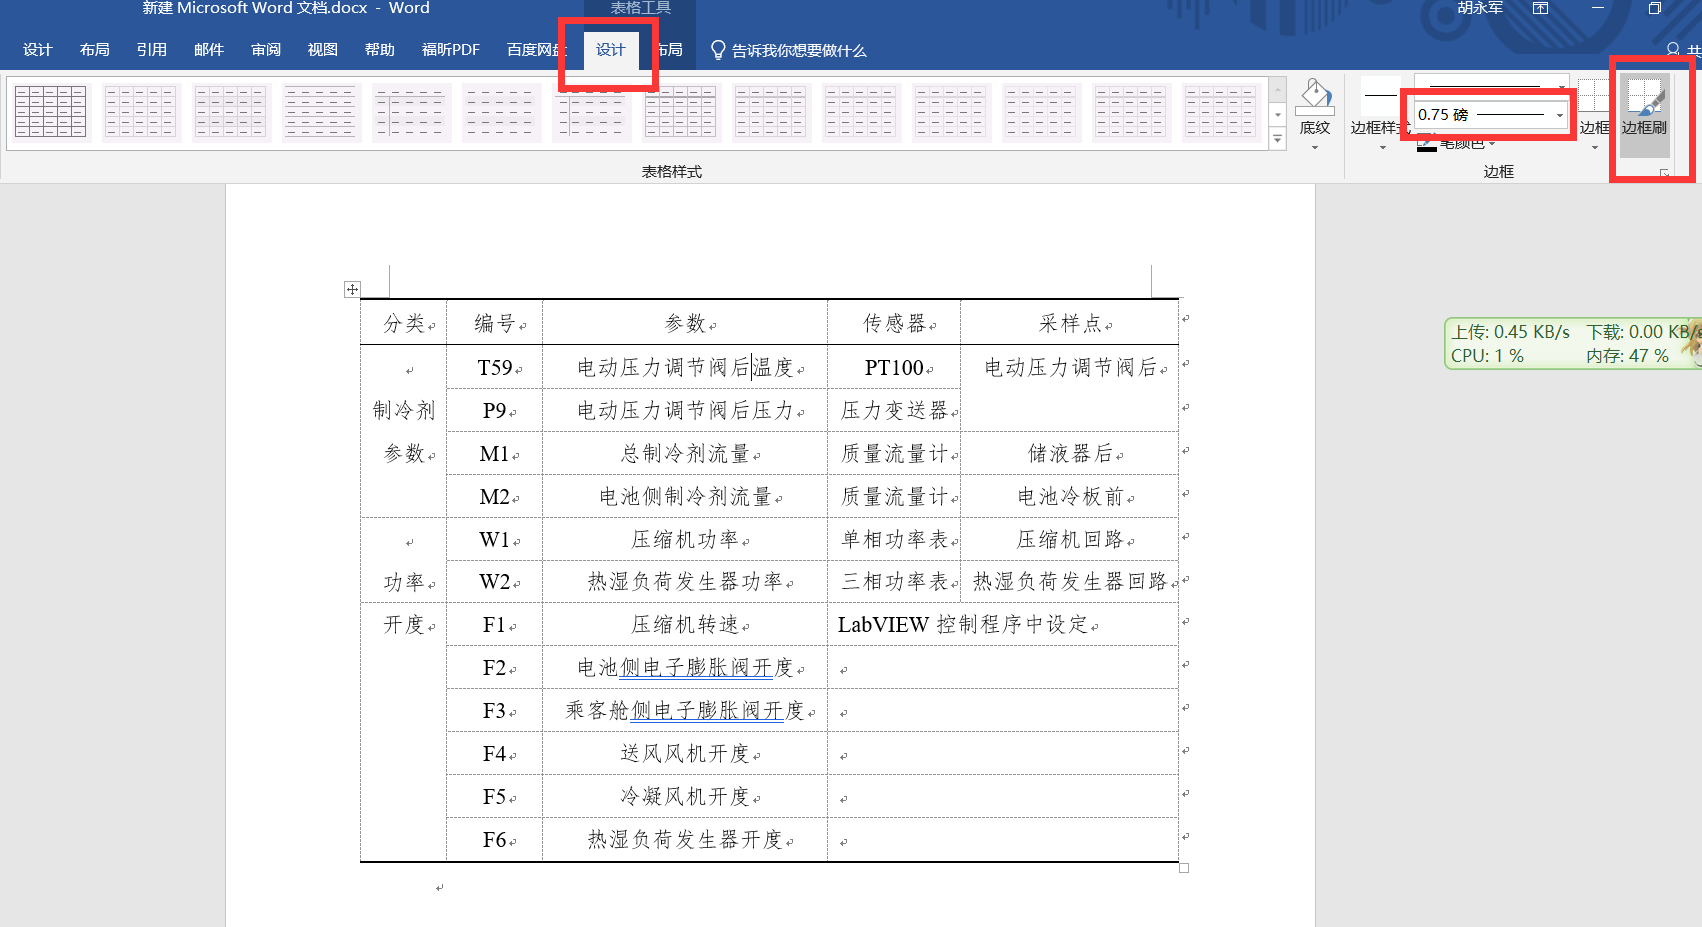 新建 Microsoft Word 文档.docx - Word
表格工具
胡永军
设计 布局 引用 邮件 审阅 视图 帮助 福昕PDF 百度网盘 设计 布局 告诉我你想要做什么 共
底纹
边框样式
0.75 磅
笔颜色
边框
边框刷
表格样式
边框
上传: 0.45 KB/s 下载: 0.00 KB/s
CPU: 1 % 内存: 47 %
分类 编号 参数 传感器 采样点
T59 电动压力调节阀后温度 PT100 电动压力调节阀后
制冷剂 P9 电动压力调节阀后压力 压力变送器
参数 M1 总制冷剂流量 质量流量计 储液器后
M2 电池侧制冷剂流量 质量流量计 电池冷板前
W1 压缩机功率 单相功率表 压缩机回路
功率 W2 热湿负荷发生器功率 三相功率表 热湿负荷发生器回路
开度 F1 压缩机转速 LabVIEW 控制程序中设定
F2 电池侧电子膨胀阀开度
F3 乘客舱侧电子膨胀阀开度
F4 送风风机开度
F5 冷凝风机开度
F6 热湿负荷发生器开度